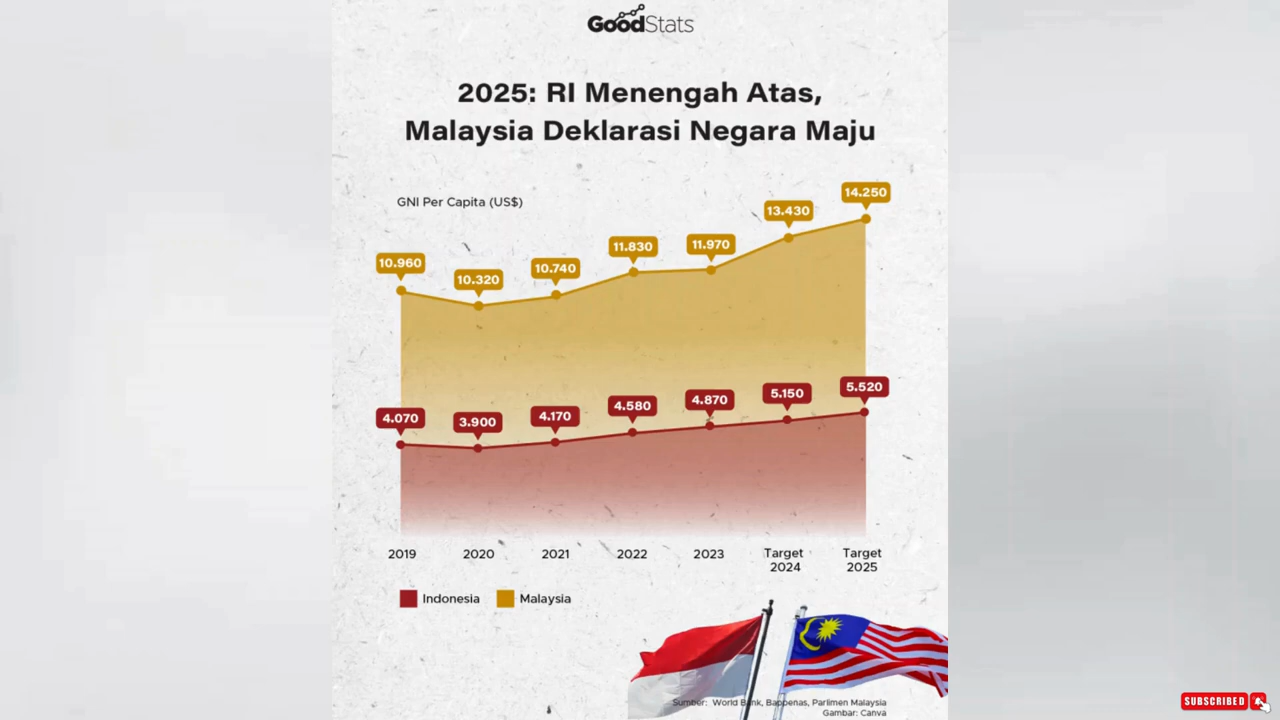 GoodStats
2025: RI Menengah Atas,
Malaysia Deklarasi Negara Maju
GNI Per Capita (US$)
14.250
13.430
11.830
11.970
10.960
10.740
10.320
5.520
5.150
4.870
4.580
4.170
4.070
3.900
2019 2020 2021 2022 2023 Target 2024 Target 2025
Indonesia Malaysia
Sumber: World Bank, Bappenas, Parlimen Malaysia
Gambar: Canva
SUBSCRIBED